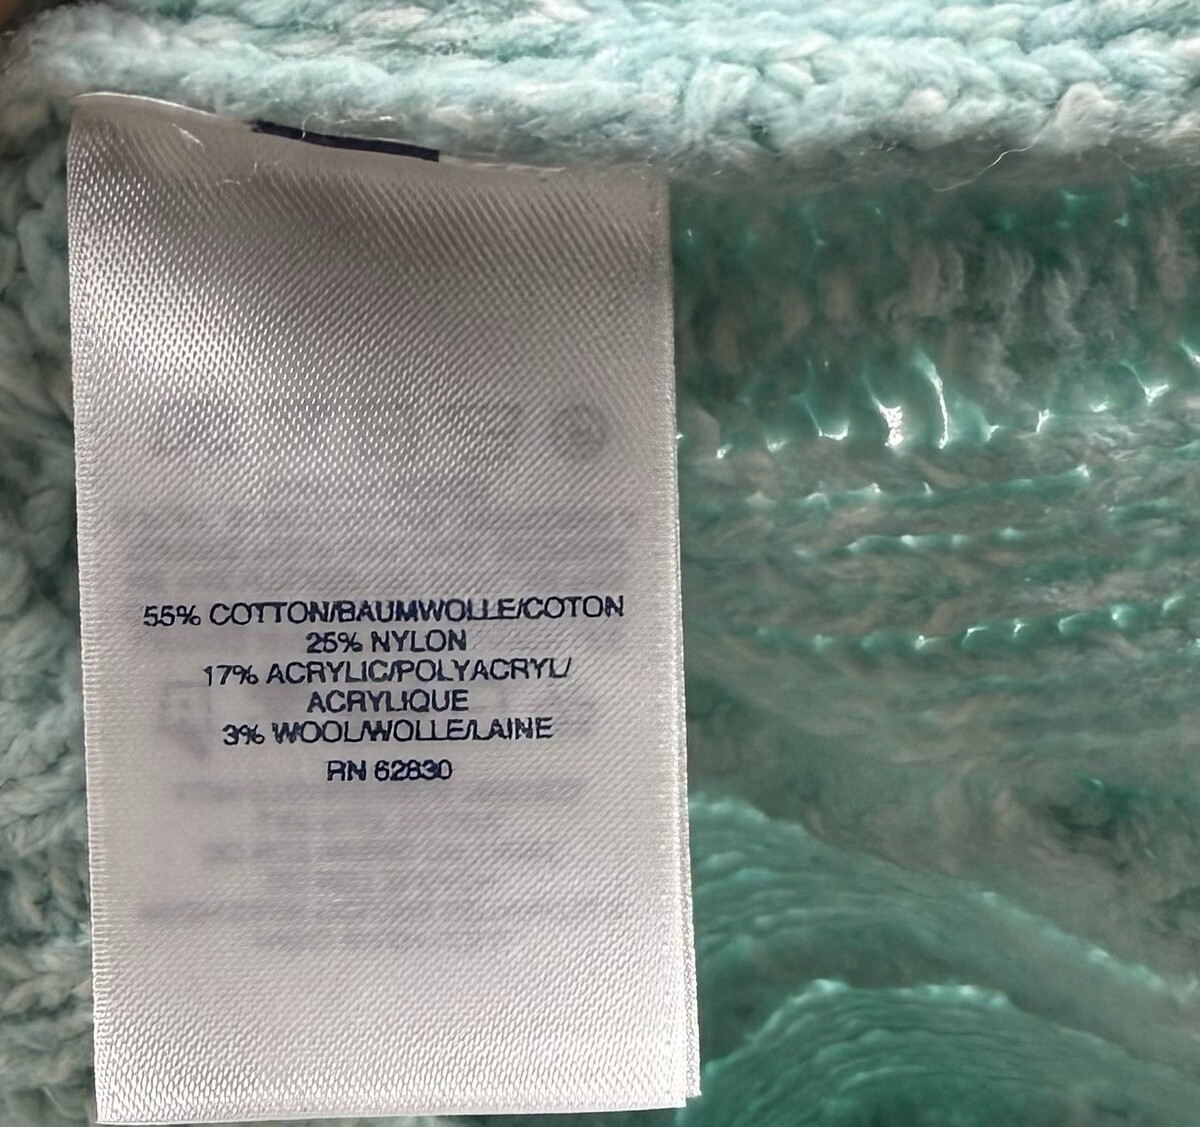 55% COTTON/BAUMWOLLE/COTON
25% NYLON
17% ACRYLIC/POLYACRYL/
ACRYLIQUE
3% WOOL/WOLLE/LAINE
RN 62830